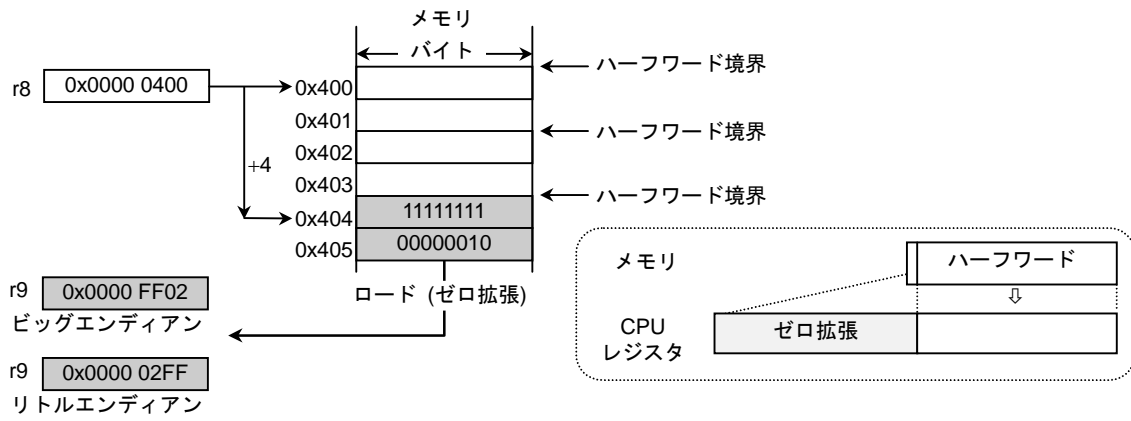 メモリ
バイト
ハーフワード境界
r8 0x0000 0400
0x400
0x401
ハーフワード境界
0x402
+4
0x403
ハーフワード境界
0x404 11111111
0x405 00000010
ロード (ゼロ拡張)
r9 0x0000 FF02
ビッグエンディアン
r9 0x0000 02FF
リトルエンディアン
メモリ ハーフワード
⇩
CPU
レジスタ
ゼロ拡張